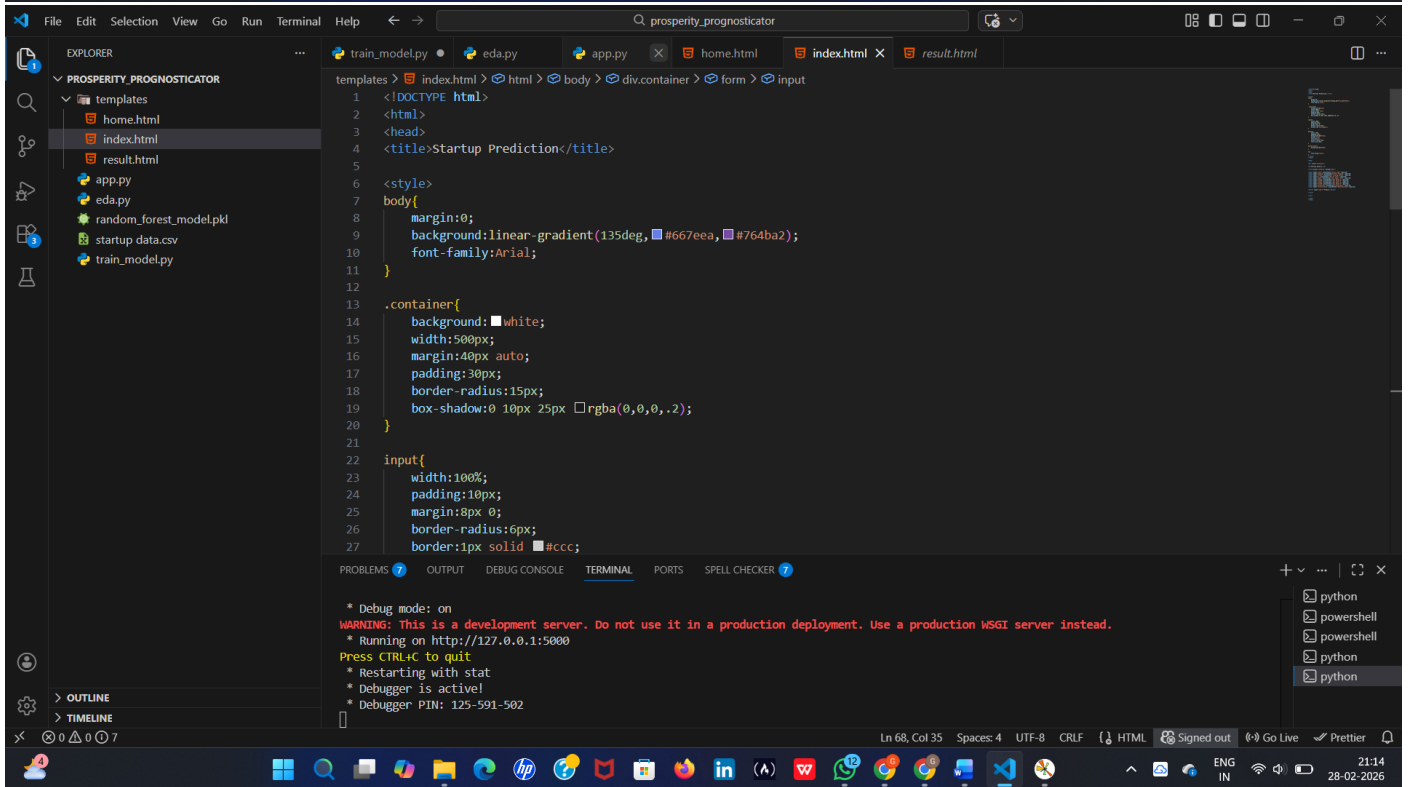 File Edit Selection View Go Run Terminal Help
prosperity_prognosticator
EXPLORER
PROSPERITY_PROGNOSTICATOR
templates
home.html
index.html
result.html
app.py
eda.py
random_forest_model.pkl
startup data.csv
train_model.py
OUTLINE
TIMELINE
1
3
train_model.py eda.py app.py home.html index.html result.html
templates > index.html > html > body > div.container > form > input
1 <!DOCTYPE html>
2 <html>
3 <head>
4 <title>Startup Prediction</title>
5
6 <style>
7 body{
8 margin:0;
9 background:linear-gradient(135deg,#667eea,#764ba2);
10 font-family:Arial;
11 }
12
13 .container{
14 background:white;
15 width:500px;
16 margin:40px auto;
17 padding:30px;
18 border-radius:15px;
19 box-shadow:0 10px 25px rgba(0,0,0,.2);
20 }
21
22 input{
23 width:100%;
24 padding:10px;
25 margin:8px 0;
26 border-radius:6px;
27 border:1px solid #ccc;
PROBLEMS 7 OUTPUT DEBUG CONSOLE TERMINAL PORTS SPELL CHECKER 7
* Debug mode: on
WARNING: This is a development server. Do not use it in a production deployment. Use a production WSGI server instead.
* Running on http://127.0.0.1:5000
Press CTRL+C to quit
* Restarting with stat
* Debugger is active!
* Debugger PIN: 125-591-502
python
powershell
powershell
python
python
0 0 7 Ln 68, Col 35 Spaces: 4 UTF-8 CRLF HTML Signed out Go Live Prettier
4
hp
in
W
12
G
G
ENG
IN
21:14
28-02-2026